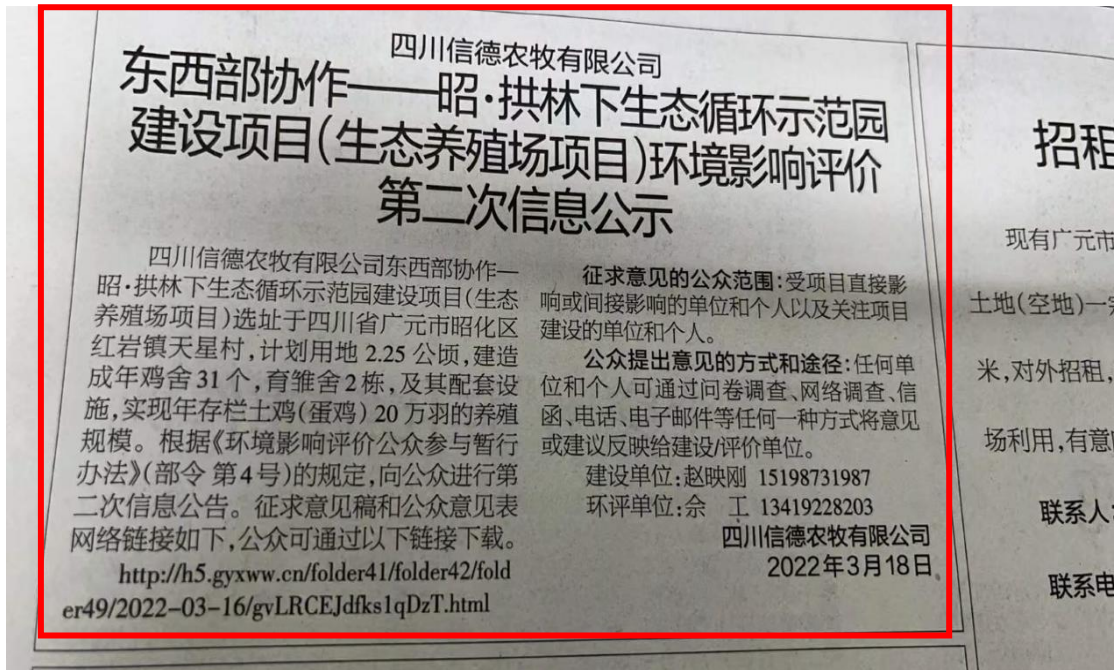 四川信德农牧有限公司
东西部协作——昭·拱林下生态循环示范园
建设项目(生态养殖场项目)环境影响评价
第二次信息公示
四川信德农牧有限公司东西部协作—
昭·拱林下生态循环示范园建设项目(生态
养殖场项目)选址于四川省广元市昭化区
红岩镇天星村,计划用地 2.25 公顷,建造
成年鸡舍 31 个,育雏舍 2 栋,及其配套设
施,实现年存栏土鸡(蛋鸡) 20 万羽的养殖
规模。根据《环境影响评价公众参与暂行
办法》(部令 第 4 号)的规定,向公众进行第
二次信息公告。征求意见稿和公众意见表
网络链接如下,公众可通过以下链接下载。
http://h5.gyxww.cn/folder41/folder42/fold
er49/2022-03-16/gvLRCEJdfks1qDzT.html
征求意见的公众范围:受项目直接影
响或间接影响的单位和个人以及关注项目
建设的单位和个人。
公众提出意见的方式和途径:任何单
位和个人可通过问卷调查、网络调查、信
函、电话、电子邮件等任何一种方式将意见
或建议反映给建设/评价单位。
建设单位:赵映刚 15198731987
环评单位:佘 工 13419228203
四川信德农牧有限公司
2022年3月18日
招租
现有广元市
土地(空地)一
米,对外招租,
场利用,有意
联系人:
联系电